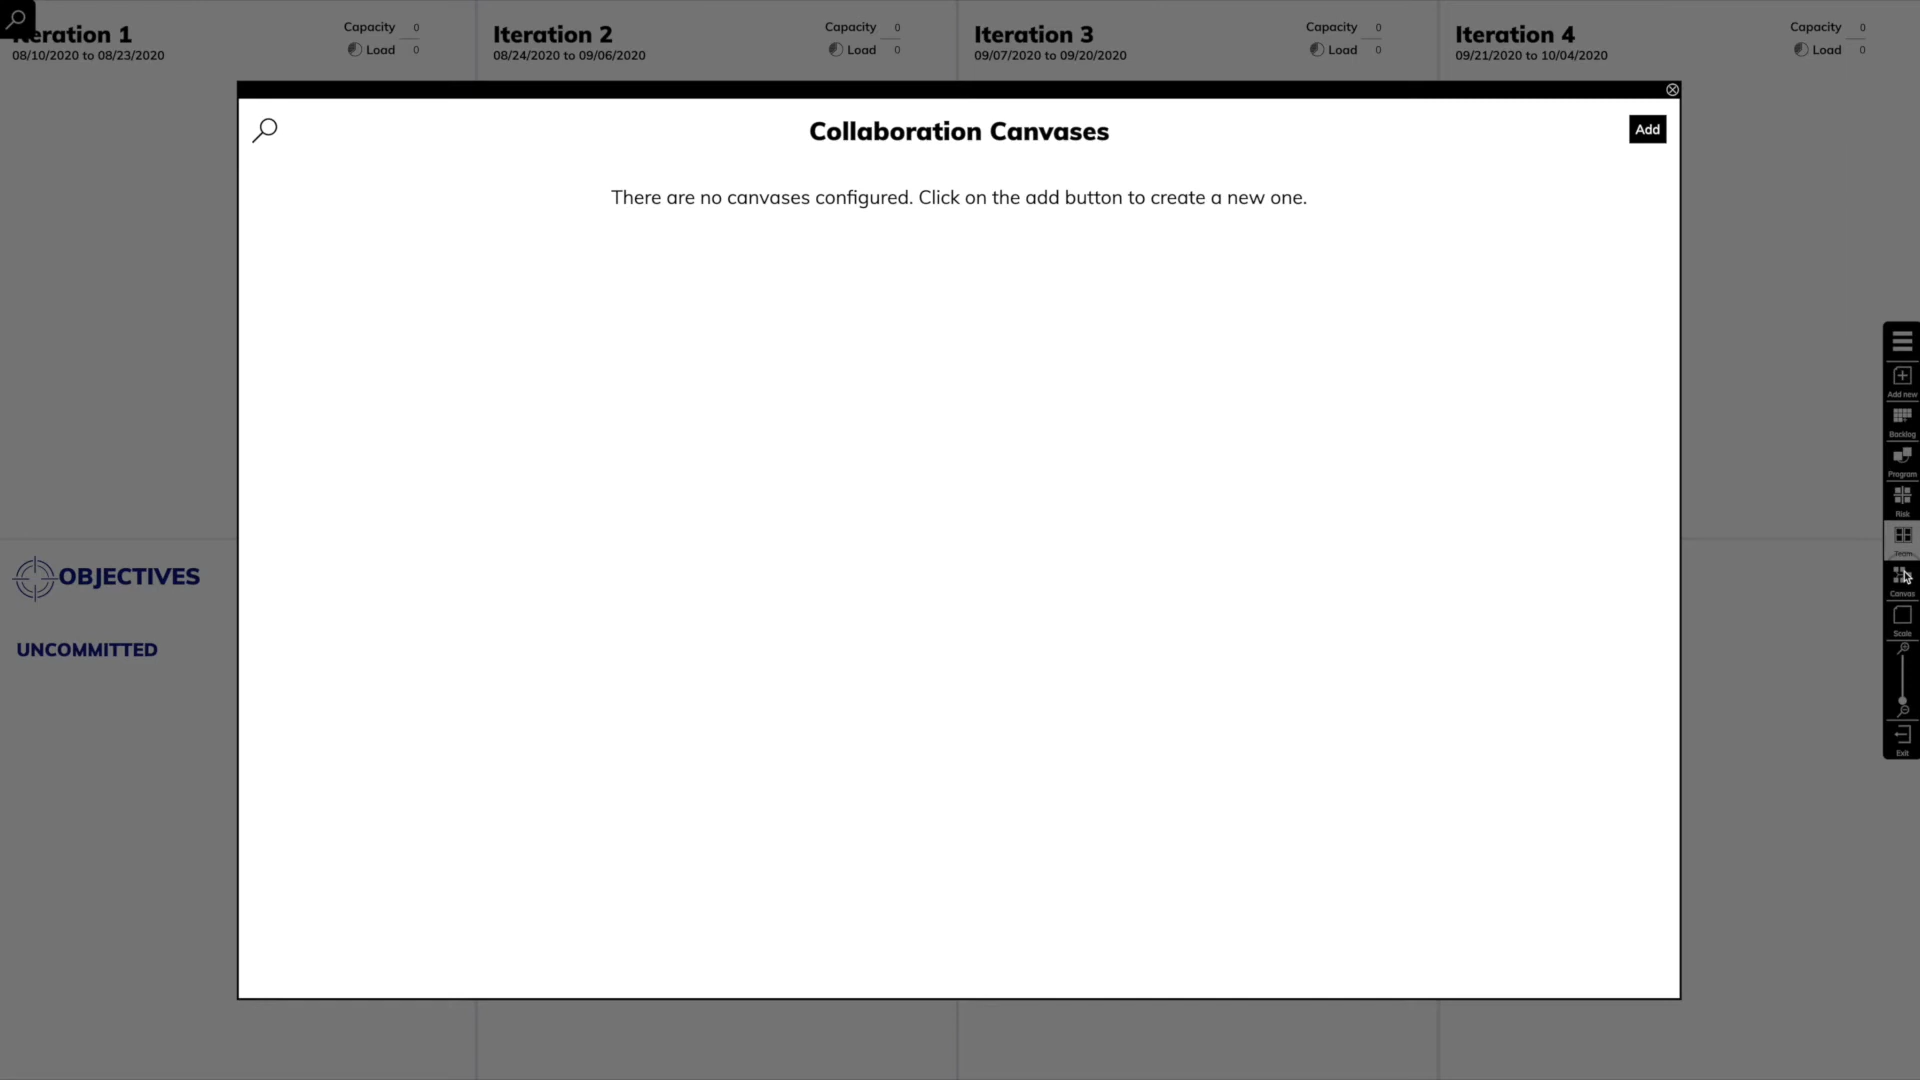 Iteration 1
08/10/2020 to 08/23/2020
Capacity 0
Load 0
Iteration 2
08/24/2020 to 09/06/2020
Capacity 0
Load 0
Iteration 3
09/07/2020 to 09/20/2020
Capacity 0
Load 0
Iteration 4
09/21/2020 to 10/04/2020
Capacity 0
Load 0
Collaboration Canvases
Add
There are no canvases configured. Click on the add button to create a new one.
OBJECTIVES
UNCOMMITTED
Add new
Backlog
Program
Risk
Team
Canvas
Scale
Exit